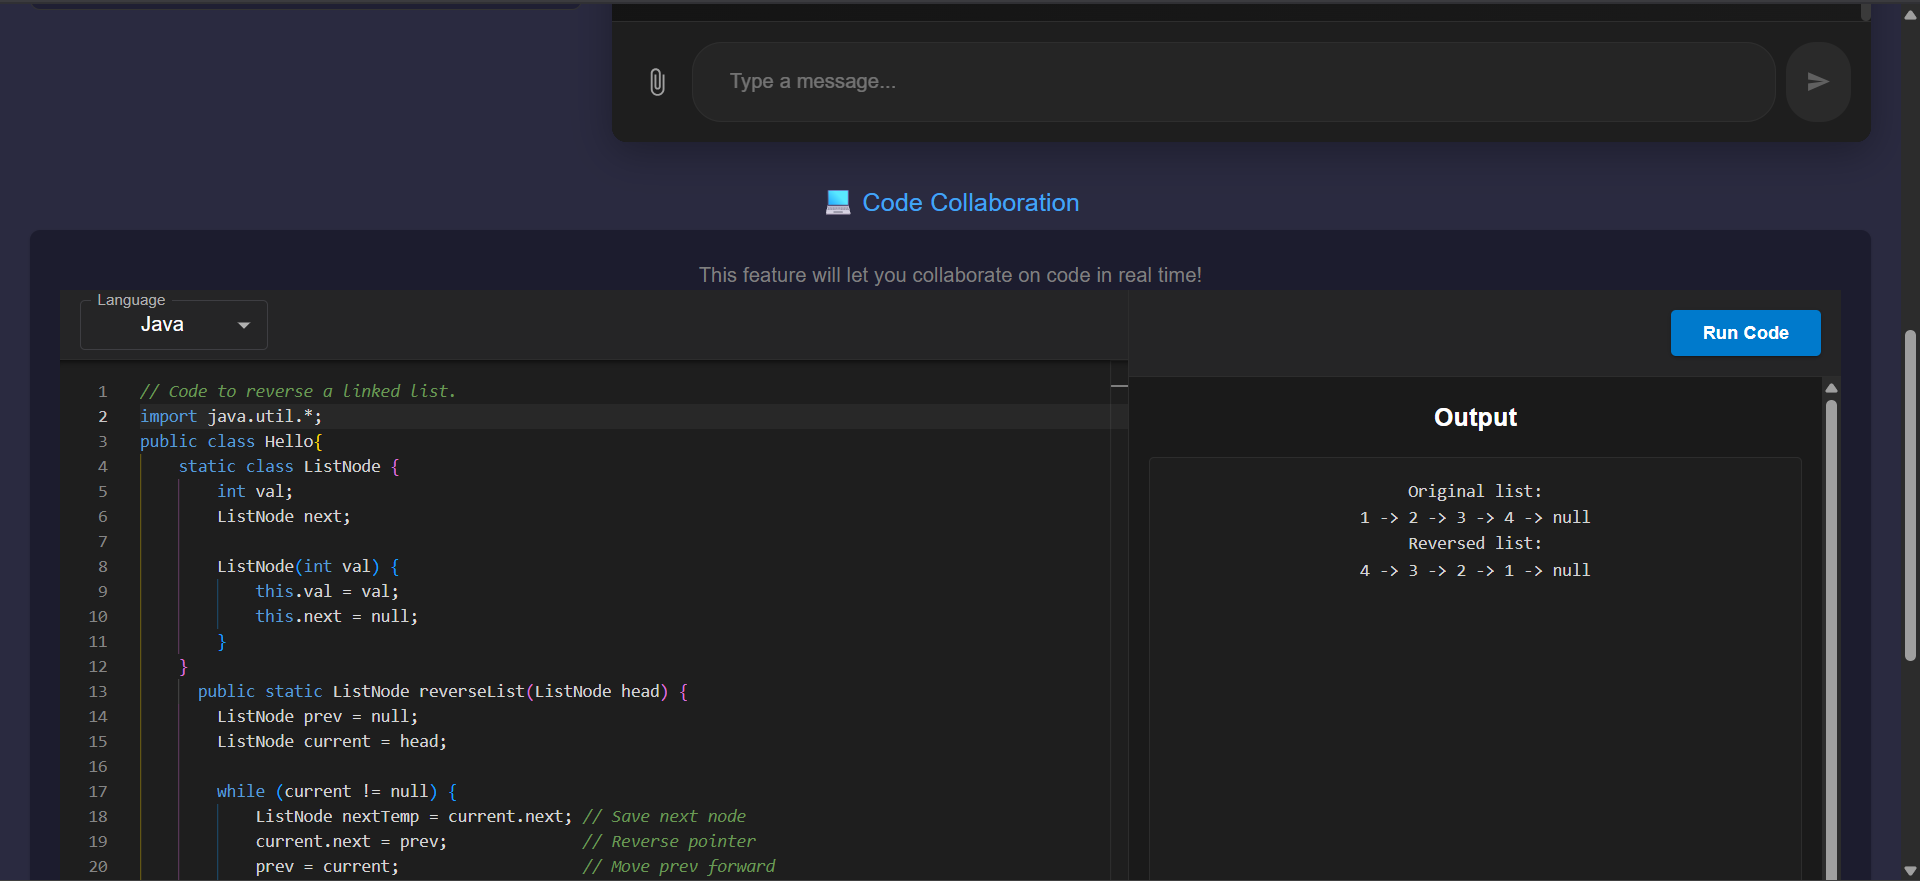 Type a message...
💻 Code Collaboration
This feature will let you collaborate on code in real time!
Language
Java
Run Code
1 // Code to reverse a linked list.
2 import java.util.*;
3 public class Hello{
4     static class ListNode {
5         int val;
6         ListNode next;
7
8         ListNode(int val) {
9             this.val = val;
10             this.next = null;
11         }
12     }
13       public static ListNode reverseList(ListNode head) {
14         ListNode prev = null;
15         ListNode current = head;
16
17         while (current != null) {
18             ListNode nextTemp = current.next; // Save next node
19             current.next = prev;              // Reverse pointer
20             prev = current;                   // Move prev forward
Output
Original list:
1 -> 2 -> 3 -> 4 -> null
Reversed list:
4 -> 3 -> 2 -> 1 -> null